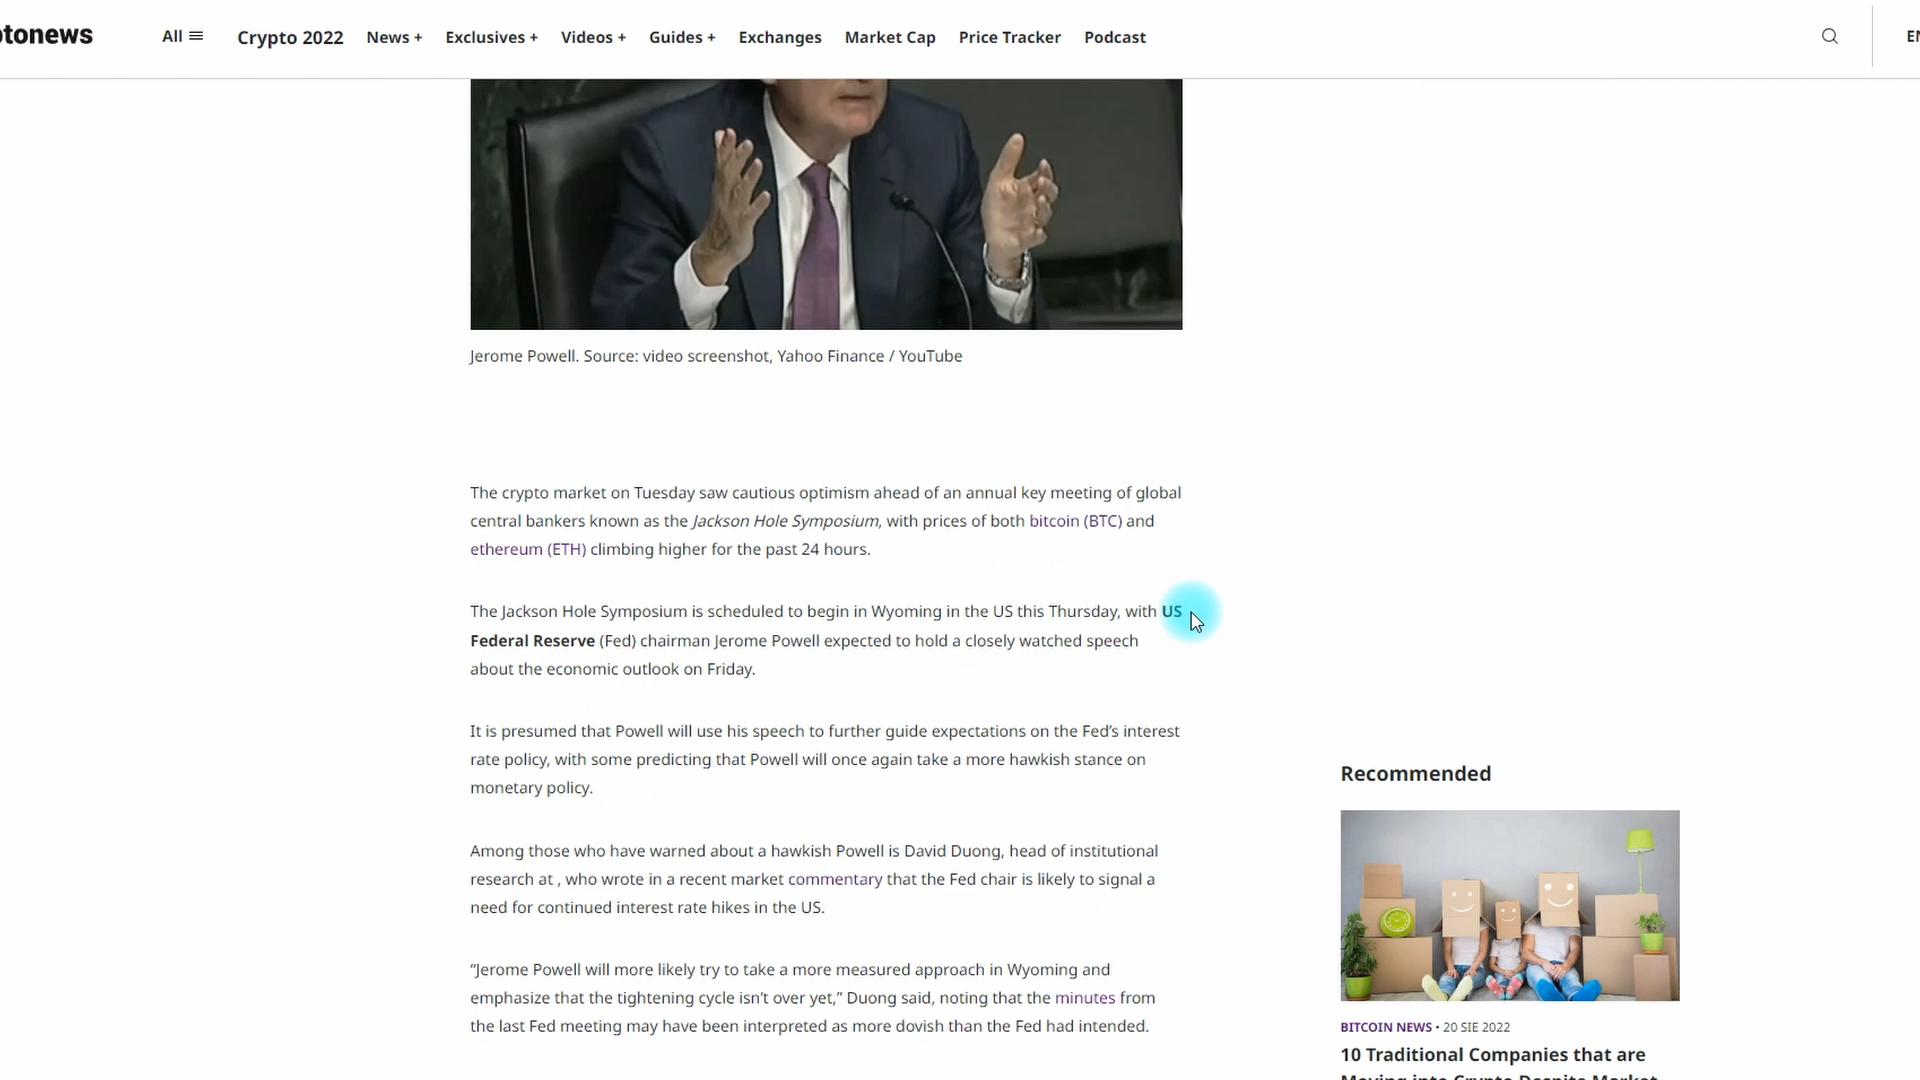 tonews
All
Crypto 2022
News +
Exclusives +
Videos +
Guides +
Exchanges
Market Cap
Price Tracker
Podcast
EN
Jerome Powell. Source: video screenshot, Yahoo Finance / YouTube
The crypto market on Tuesday saw cautious optimism ahead of an annual key meeting of global
central bankers known as the Jackson Hole Symposium, with prices of both bitcoin (BTC) and
ethereum (ETH) climbing higher for the past 24 hours.
The Jackson Hole Symposium is scheduled to begin in Wyoming in the US this Thursday, with US
Federal Reserve (Fed) chairman Jerome Powell expected to hold a closely watched speech
about the economic outlook on Friday.
It is presumed that Powell will use his speech to further guide expectations on the Fed’s interest
rate policy, with some predicting that Powell will once again take a more hawkish stance on
monetary policy.
Among those who have warned about a hawkish Powell is David Duong, head of institutional
research at , who wrote in a recent market commentary that the Fed chair is likely to signal a
need for continued interest rate hikes in the US.
“Jerome Powell will more likely try to take a more measured approach in Wyoming and
emphasize that the tightening cycle isn’t over yet,” Duong said, noting that the minutes from
the last Fed meeting may have been interpreted as more dovish than the Fed had intended.
Recommended
BITCOIN NEWS • 20 SIE 2022
10 Traditional Companies that are
Moving into Crypto Despite Market